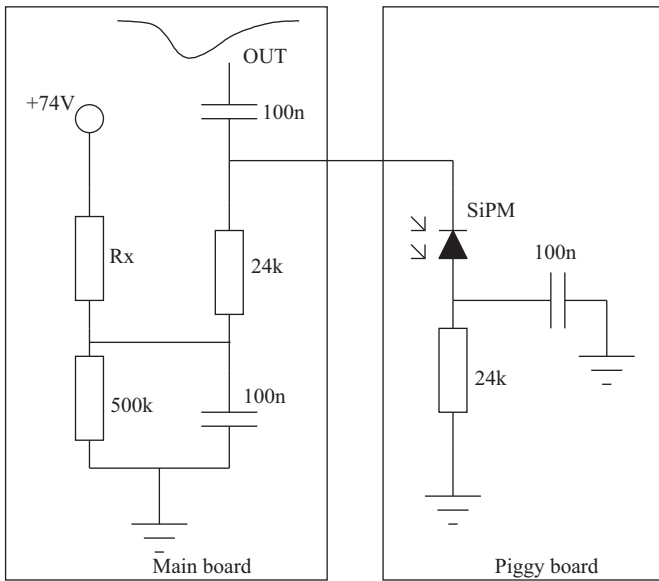 OUT
+74V
100n
SiPM
Rx
24k
100n
500k
100n
24k
Main board
Piggy board